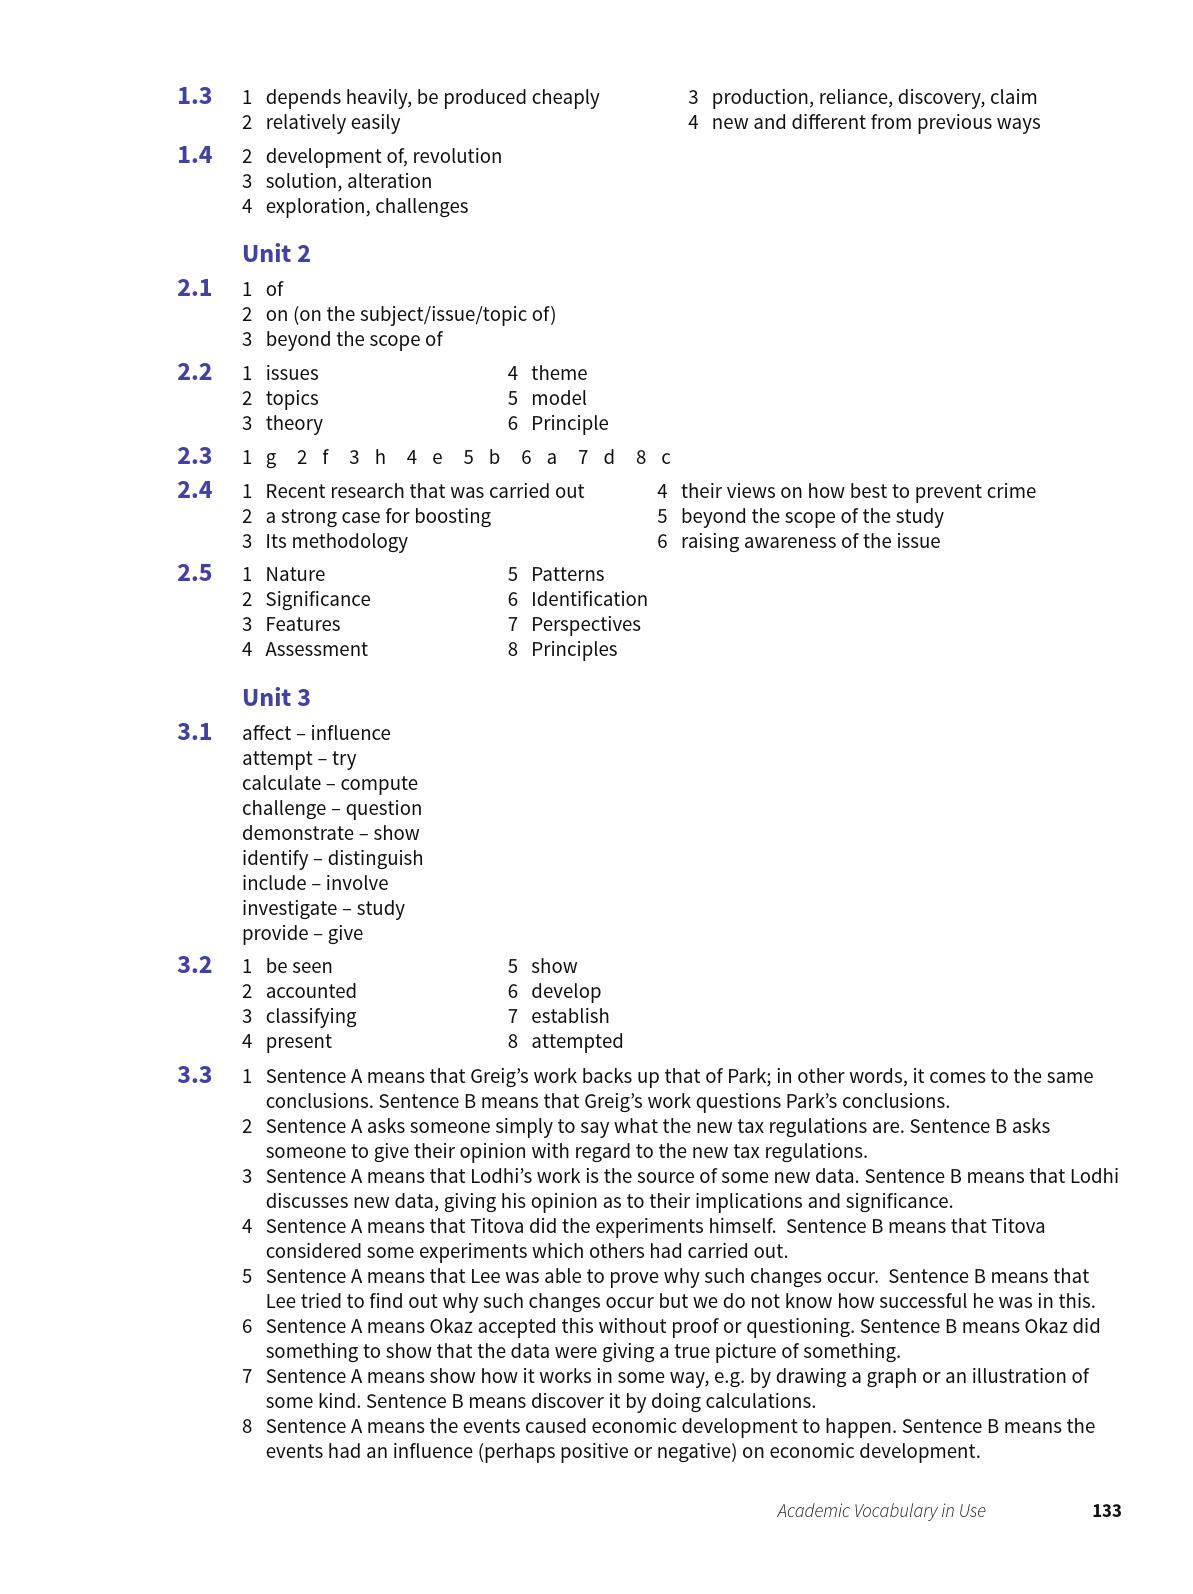 1.3 1 depends heavily, be produced cheaply 3 production, reliance, discovery, claim
2 relatively easily 4 new and different from previous ways
1.4 2 development of, revolution
3 solution, alteration
4 exploration, challenges
Unit 2
2.1 1 of
2 on (on the subject/issue/topic of)
3 beyond the scope of
2.2 1 issues 4 theme
2 topics 5 model
3 theory 6 Principle
2.3 1 g 2 f 3 h 4 e 5 b 6 a 7 d 8 c
2.4 1 Recent research that was carried out 4 their views on how best to prevent crime
2 a strong case for boosting 5 beyond the scope of the study
3 Its methodology 6 raising awareness of the issue
2.5 1 Nature 5 Patterns
2 Significance 6 Identification
3 Features 7 Perspectives
4 Assessment 8 Principles
Unit 3
3.1 affect – influence
attempt – try
calculate – compute
challenge – question
demonstrate – show
identify – distinguish
include – involve
investigate – study
provide – give
3.2 1 be seen 5 show
2 accounted 6 develop
3 classifying 7 establish
4 present 8 attempted
3.3 1 Sentence A means that Greig’s work backs up that of Park; in other words, it comes to the same
conclusions. Sentence B means that Greig’s work questions Park’s conclusions.
2 Sentence A asks someone simply to say what the new tax regulations are. Sentence B asks
someone to give their opinion with regard to the new tax regulations.
3 Sentence A means that Lodhi’s work is the source of some new data. Sentence B means that Lodhi
discusses new data, giving his opinion as to their implications and significance.
4 Sentence A means that Titova did the experiments himself. Sentence B means that Titova
considered some experiments which others had carried out.
5 Sentence A means that Lee was able to prove why such changes occur. Sentence B means that
Lee tried to find out why such changes occur but we do not know how successful he was in this.
6 Sentence A means Okaz accepted this without proof or questioning. Sentence B means Okaz did
something to show that the data were giving a true picture of something.
7 Sentence A means show how it works in some way, e.g. by drawing a graph or an illustration of
some kind. Sentence B means discover it by doing calculations.
8 Sentence A means the events caused economic development to happen. Sentence B means the
events had an influence (perhaps positive or negative) on economic development.
Academic Vocabulary in Use 133